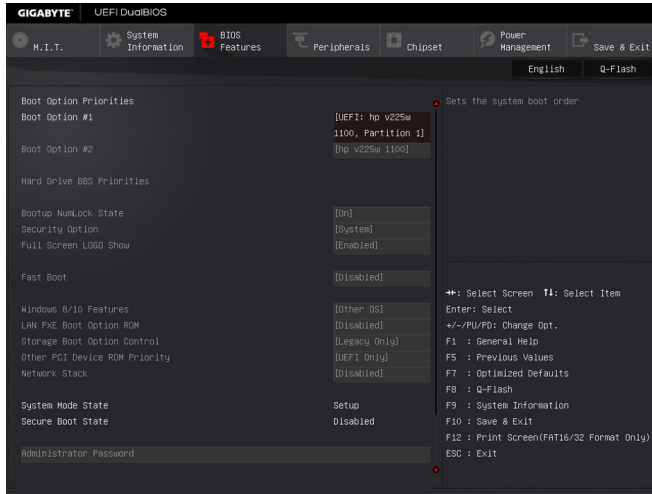 GIGABYTE™ UEFI DualBIOS
M.I.T.
System Information
BIOS Features
Peripherals
Chipset
Power Management
Save & Exit
English Q-Flash
Boot Option Priorities
Boot Option #1 [UEFI: hp v225w 1100, Partition 1]
Boot Option #2 [hp v225w 1100]
Hard Drive BBS Priorities
Bootup NumLock State [On]
Security Option [System]
Full Screen LOGO Show [Enabled]
Fast Boot [Disabled]
Windows 8/10 Features [Other OS]
LAN PXE Boot Option ROM [Disabled]
Storage Boot Option Control [Legacy Only]
Other PCI Device ROM Priority [UEFI Only]
Network Stack [Disabled]
System Mode State Setup
Secure Boot State Disabled
Administrator Password
Sets the system boot order
→←: Select Screen ↑↓: Select Item
Enter: Select
+/-/PU/PD: Change Opt.
F1 : General Help
F5 : Previous Values
F7 : Optimized Defaults
F8 : Q-Flash
F9 : System Information
F10 : Save & Exit
F12 : Print Screen(FAT16/32 Format Only)
ESC : Exit